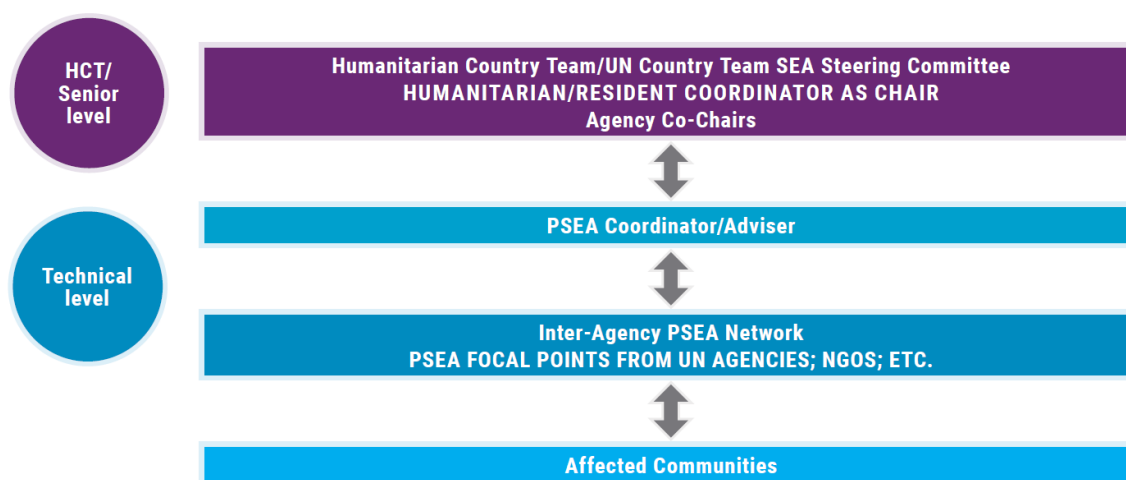 HCT/
Senior
level
Humanitarian Country Team/UN Country Team SEA Steering Committee
HUMANITARIAN/RESIDENT COORDINATOR AS CHAIR
Agency Co-Chairs
Technical
level
PSEA Coordinator/Adviser
Inter-Agency PSEA Network
PSEA FOCAL POINTS FROM UN AGENCIES; NGOS; ETC.
Affected Communities